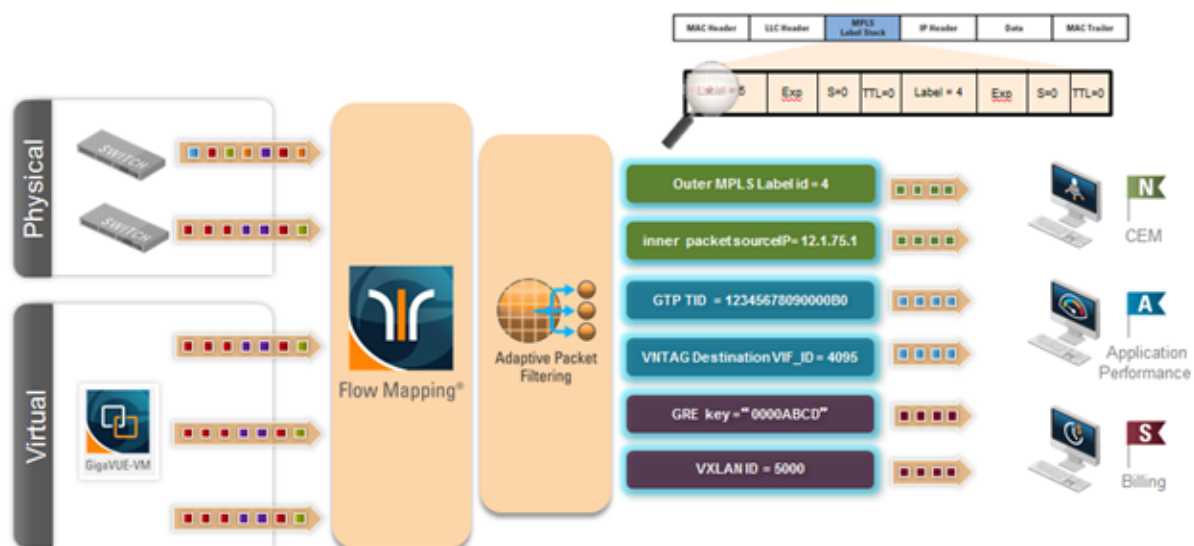 MAC Header LLC Header MPLS Label Stack IP Header Data MAC Trailer
Label = 5 Exp S=0 TTL=0 Label = 4 Exp S=0 TTL=0
Physical
SWITCH
SWITCH
Virtual
GigaVUE-VM
Flow Mapping®
Adaptive Packet
Filtering
Outer MPLS Label id = 4
inner packet sourceIP= 12.1.75.1
GTP TID = 12345678090000B0
VNTAG Destination VIF_ID = 4095
GRE key = “0000ABCD”
VXLAN ID = 5000
N
CEM
A
Application
Performance
S
Billing